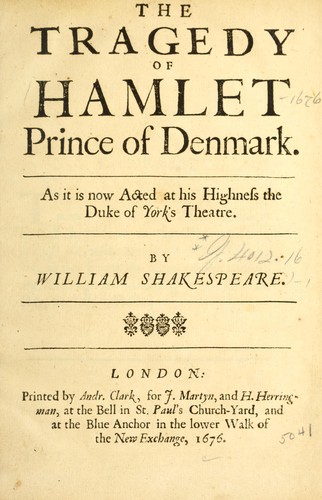 THE
TRAGEDY
OF
HAMLET
Prince of Denmark.
-1676
As it is now Acted at his Highneſs the
Duke of York's Theatre.
BY
WILLIAM SHAKESPEARE.
LONDON:
Printed by Andr. Clark, for J. Martyn, and H. Herring-
man, at the Bell in St. Paul's Church-Yard, and
at the Blue Anchor in the lower Walk of
the New Exchange, 1676.
5041